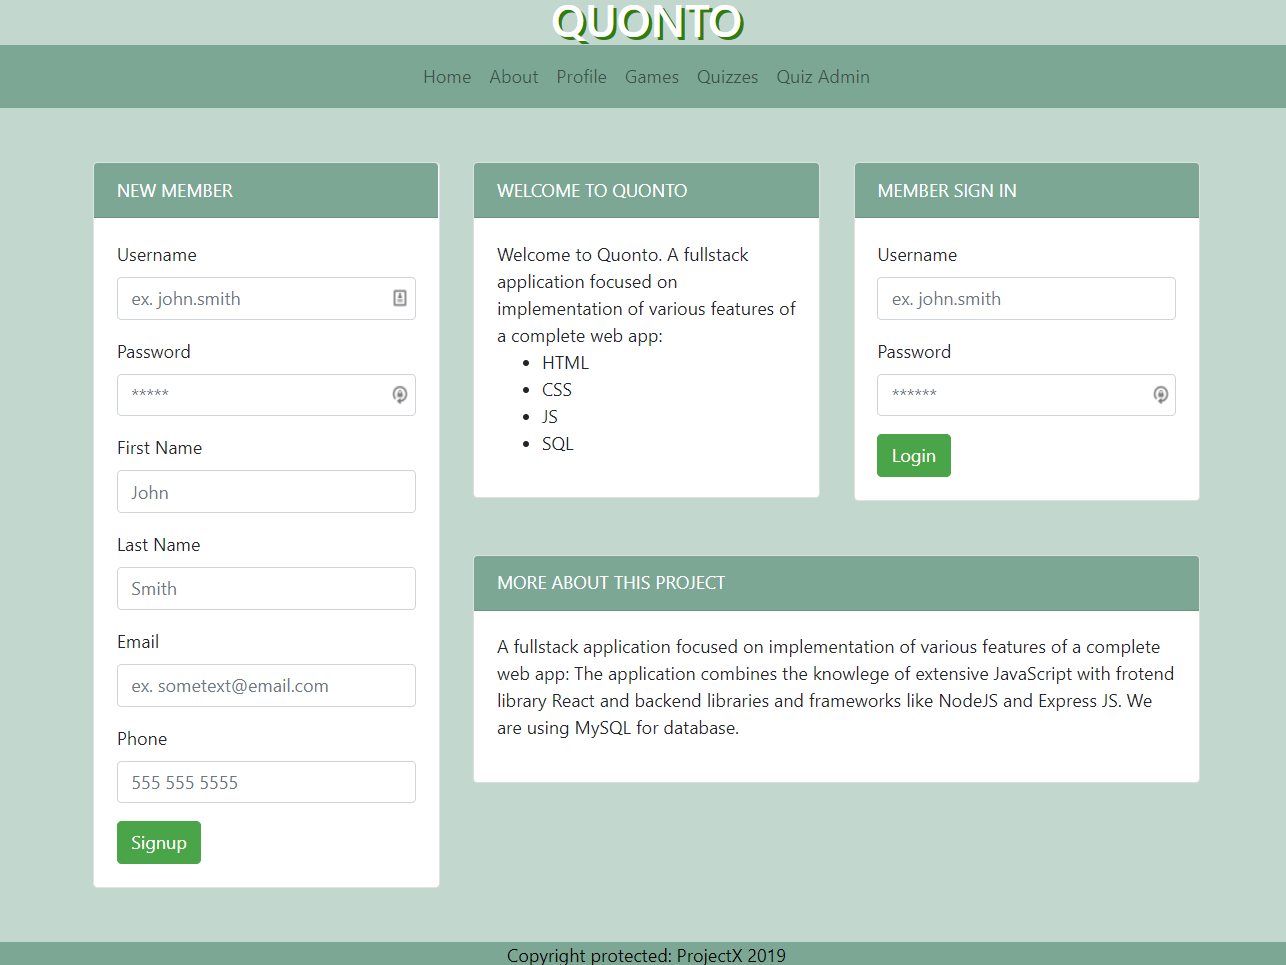 QUONTO
Home About Profile Games Quizzes Quiz Admin
NEW MEMBER
Username
ex. john.smith
Password
*****
First Name
John
Last Name
Smith
Email
ex. sometext@email.com
Phone
555 555 5555
Signup
WELCOME TO QUONTO
Welcome to Quonto. A fullstack
application focused on
implementation of various features of
a complete web app:
• HTML
• CSS
• JS
• SQL
MEMBER SIGN IN
Username
ex. john.smith
Password
******
Login
MORE ABOUT THIS PROJECT
A fullstack application focused on implementation of various features of a complete
web app: The application combines the knowlege of extensive JavaScript with frotend
library React and backend libraries and frameworks like NodeJS and Express JS. We
are using MySQL for database.
Copyright protected: ProjectX 2019